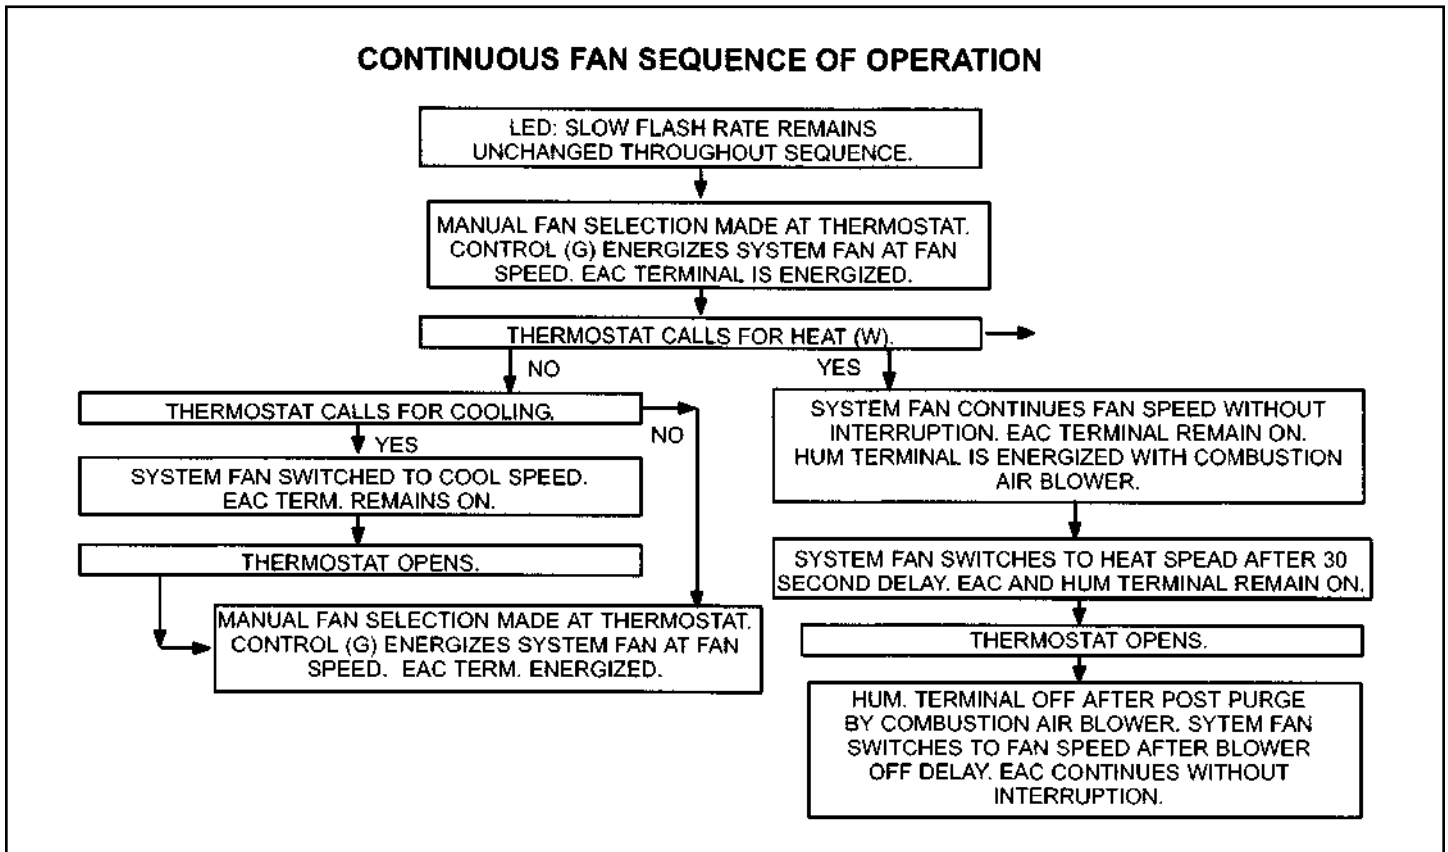 CONTINUOUS FAN SEQUENCE OF OPERATION
LED: SLOW FLASH RATE REMAINS
UNCHANGED THROUGHOUT SEQUENCE.
MANUAL FAN SELECTION MADE AT THERMOSTAT.
CONTROL (G) ENERGIZES SYSTEM FAN AT FAN
SPEED. EAC TERMINAL IS ENERGIZED.
THERMOSTAT CALLS FOR HEAT (W).
NO
YES
THERMOSTAT CALLS FOR COOLING.
YES
NO
SYSTEM FAN SWITCHED TO COOL SPEED.
EAC TERM. REMAINS ON.
THERMOSTAT OPENS.
MANUAL FAN SELECTION MADE AT THERMOSTAT.
CONTROL (G) ENERGIZES SYSTEM FAN AT FAN
SPEED. EAC TERM. ENERGIZED.
SYSTEM FAN CONTINUES FAN SPEED WITHOUT
INTERRUPTION. EAC TERMINAL REMAIN ON.
HUM TERMINAL IS ENERGIZED WITH COMBUSTION
AIR BLOWER.
SYSTEM FAN SWITCHES TO HEAT SPEAD AFTER 30
SECOND DELAY. EAC AND HUM TERMINAL REMAIN ON.
THERMOSTAT OPENS.
HUM. TERMINAL OFF AFTER POST PURGE
BY COMBUSTION AIR BLOWER. SYTEM FAN
SWITCHES TO FAN SPEED AFTER BLOWER
OFF DELAY. EAC CONTINUES WITHOUT
INTERRUPTION.